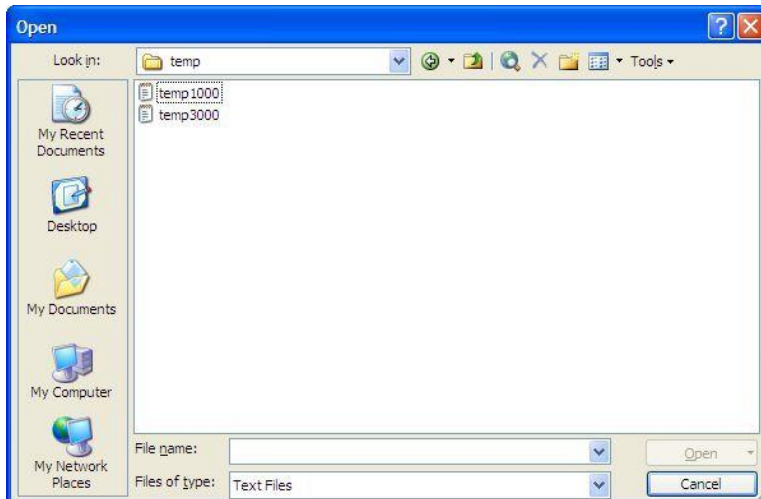 Open
Look in:
temp
Tools
temp1000
temp3000
My Recent
Documents
Desktop
My Documents
My Computer
My Network
Places
File name:
Open
Files of type:
Text Files
Cancel